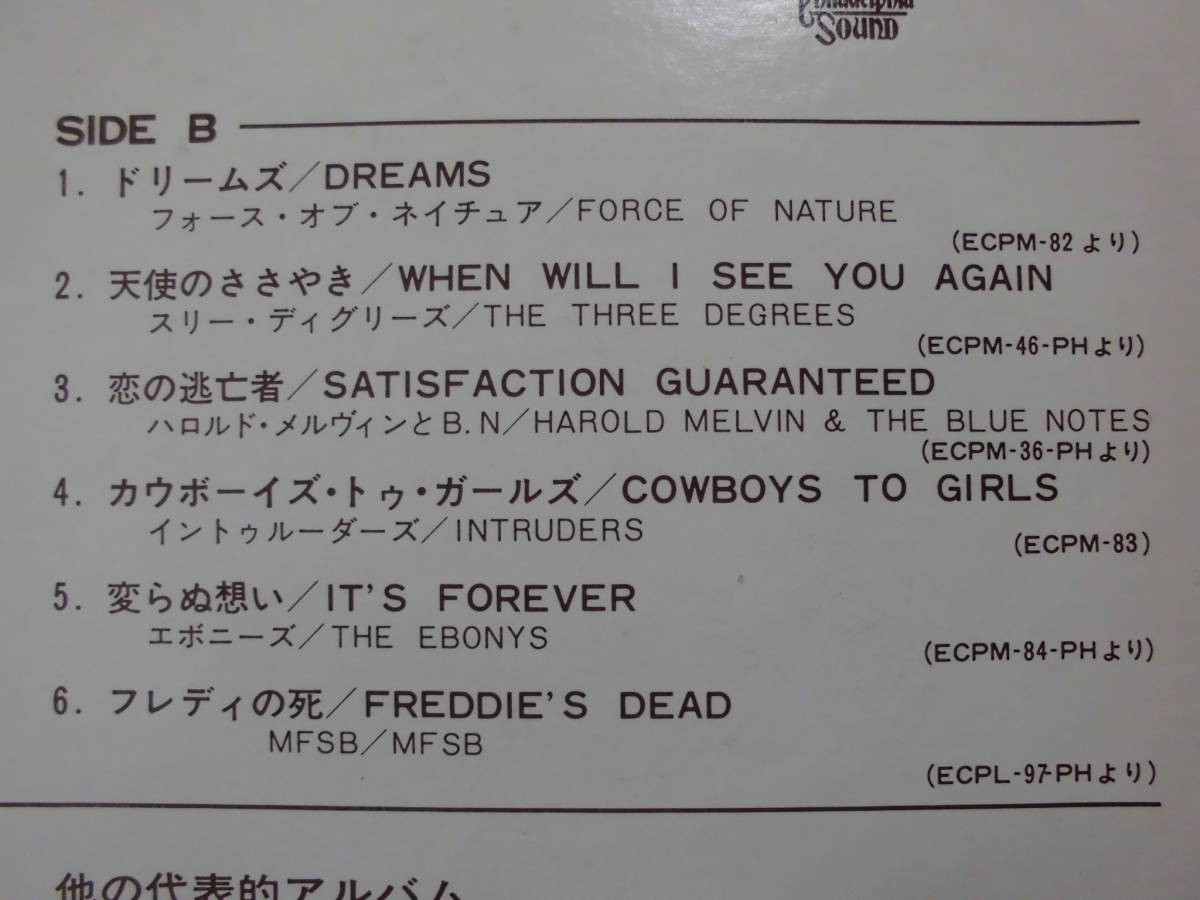 Philadelphia
SOUND
SIDE B
1. ドリームズ/DREAMS
フォース・オブ・ネイチュア/FORCE OF NATURE
(ECPM-82より)
2. 天使のささやき/WHEN WILL I SEE YOU AGAIN
スリー・ディグリーズ/THE THREE DEGREES
(ECPM-46-PHより)
3. 恋の逃亡者/SATISFACTION GUARANTEED
ハロルド・メルヴィンとB.N/HAROLD MELVIN & THE BLUE NOTES
(ECPM-36-PHより)
4. カウボーイズ・トゥ・ガールズ/COWBOYS TO GIRLS
イントゥルーダーズ/INTRUDERS
(ECPM-83)
5. 変らぬ想い/IT'S FOREVER
エボニーズ/THE EBONYS
(ECPM-84-PHより)
6. フレディの死/FREDDIE'S DEAD
MFSB/MFSB
(ECPL-97-PHより)
他の代表的アルバム